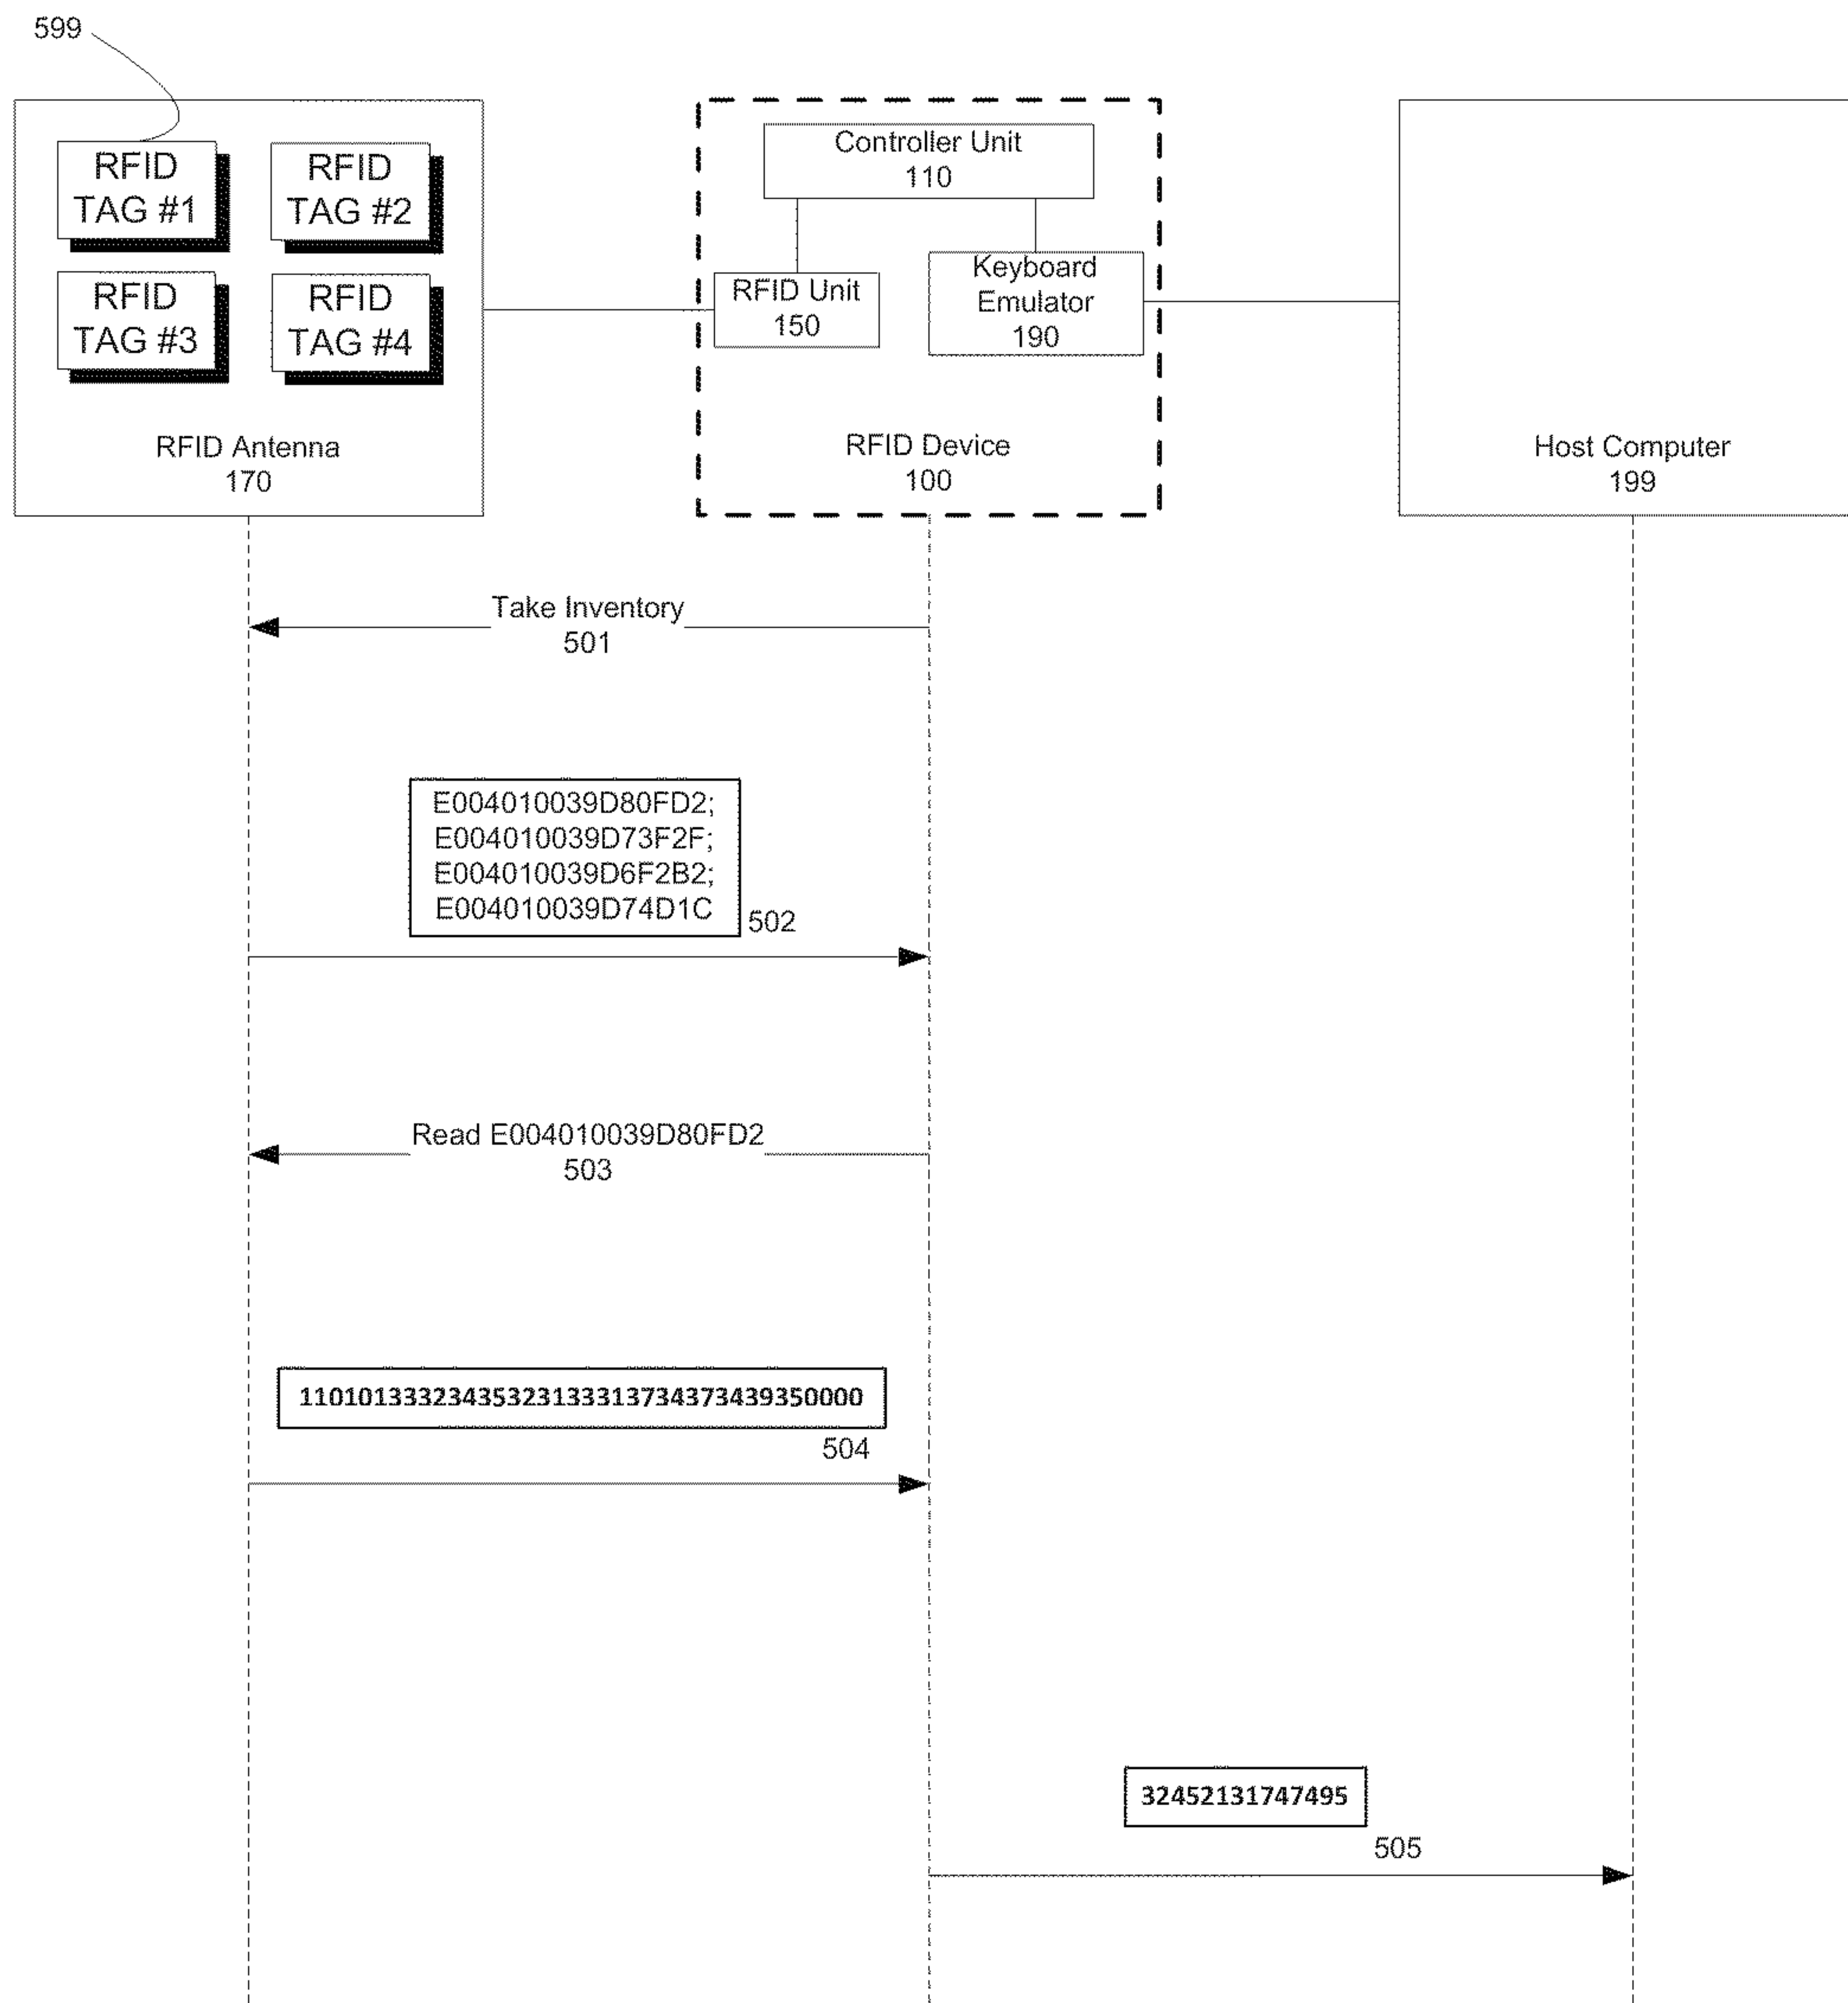 599
RFID
TAG #1
RFID
TAG #2
RFID
TAG #3
RFID
TAG #4
RFID Antenna
170
Controller Unit
110
RFID Unit
150
Keyboard
Emulator
190
RFID Device
100
Host Computer
199
Take Inventory
501
E004010039D80FD2;
E004010039D73F2F;
E004010039D6F2B2;
E004010039D74D1C
502
Read E004010039D80FD2
503
11010133323435323133313734373439350000
504
32452131747495
505